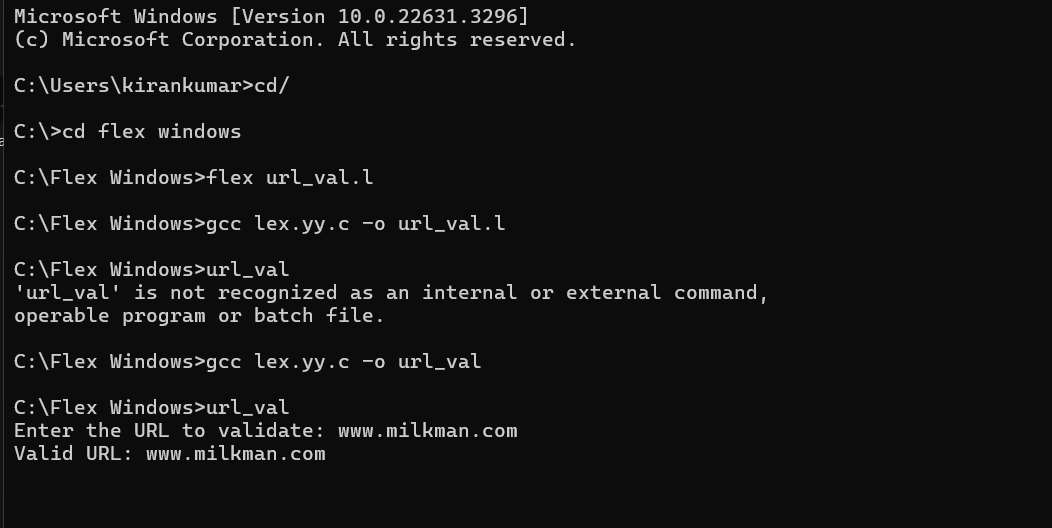 Microsoft Windows [Version 10.0.22631.3296]
(c) Microsoft Corporation. All rights reserved.
C:\Users\kirankumar>cd/
C:\>cd flex windows
C:\Flex Windows>flex url_val.l
C:\Flex Windows>gcc lex.yy.c -o url_val.l
C:\Flex Windows>url_val
'url_val' is not recognized as an internal or external command,
operable program or batch file.
C:\Flex Windows>gcc lex.yy.c -o url_val
C:\Flex Windows>url_val
Enter the URL to validate: www.milkman.com
Valid URL: www.milkman.com